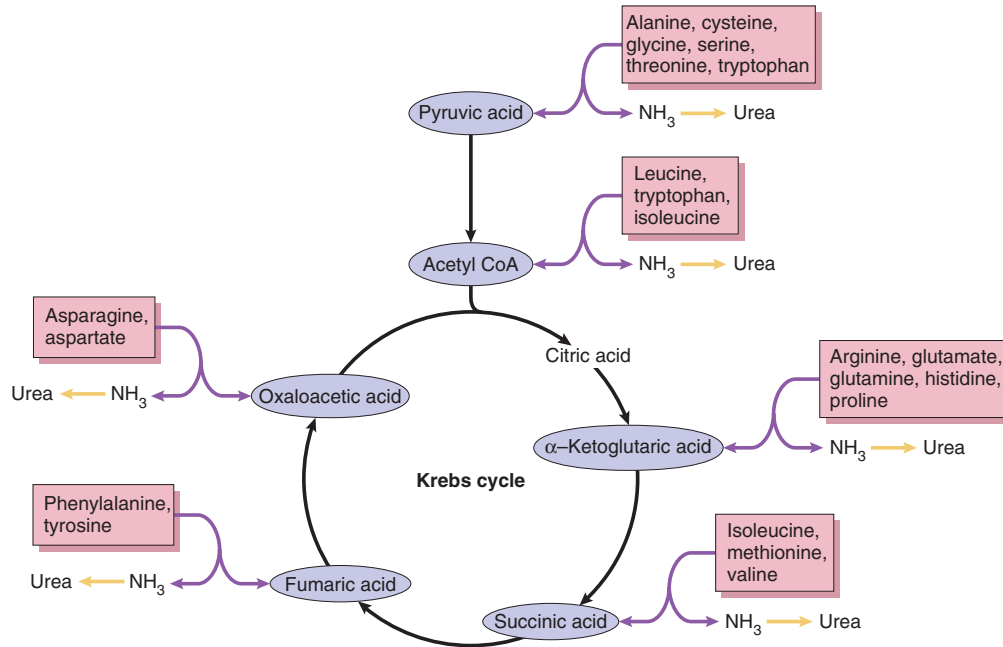 Alanine, cysteine,
glycine, serine,
threonine, tryptophan
Pyruvic acid
NH₃
Urea
Leucine,
tryptophan,
isoleucine
Acetyl CoA
NH₃
Urea
Asparagine,
aspartate
Citric acid
Arginine, glutamate,
glutamine, histidine,
proline
Urea
NH₃
Oxaloacetic acid
α–Ketoglutaric acid
NH₃
Urea
Krebs cycle
Phenylalanine,
tyrosine
Isoleucine,
methionine,
valine
Urea
NH₃
Fumaric acid
Succinic acid
NH₃
Urea